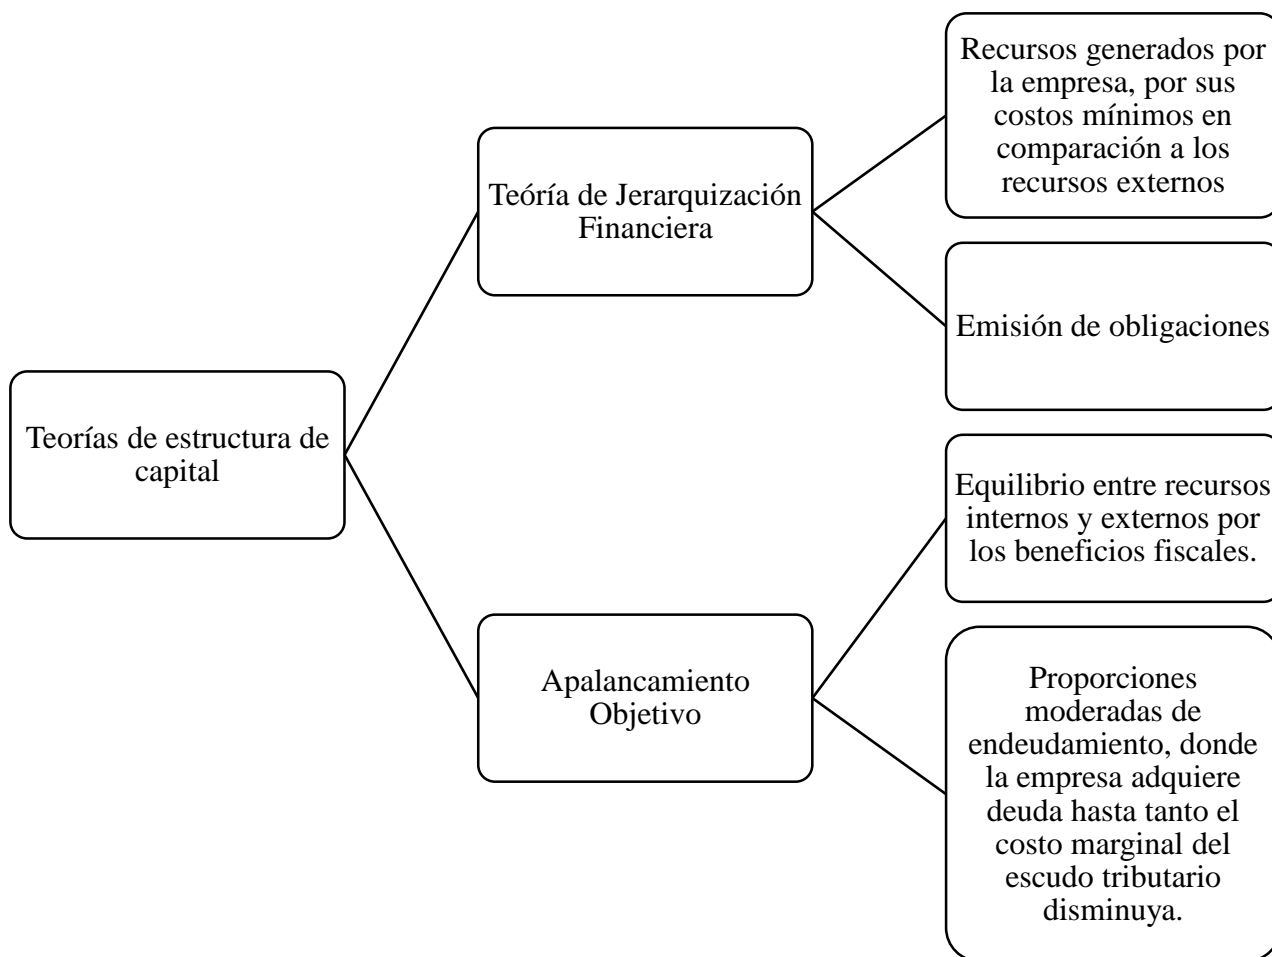 Recursos generados por
la empresa, por sus
costos mínimos en
comparación a los
recursos externos
Teóría de Jerarquización
Financiera
Emisión de obligaciones
Teorías de estructura de
capital
Equilibrio entre recursos
internos y externos por
los beneficios fiscales.
Apalancamiento
Objetivo
Proporciones
moderadas de
endeudamiento, donde
la empresa adquiere
deuda hasta tanto el
costo marginal del
escudo tributario
disminuya.